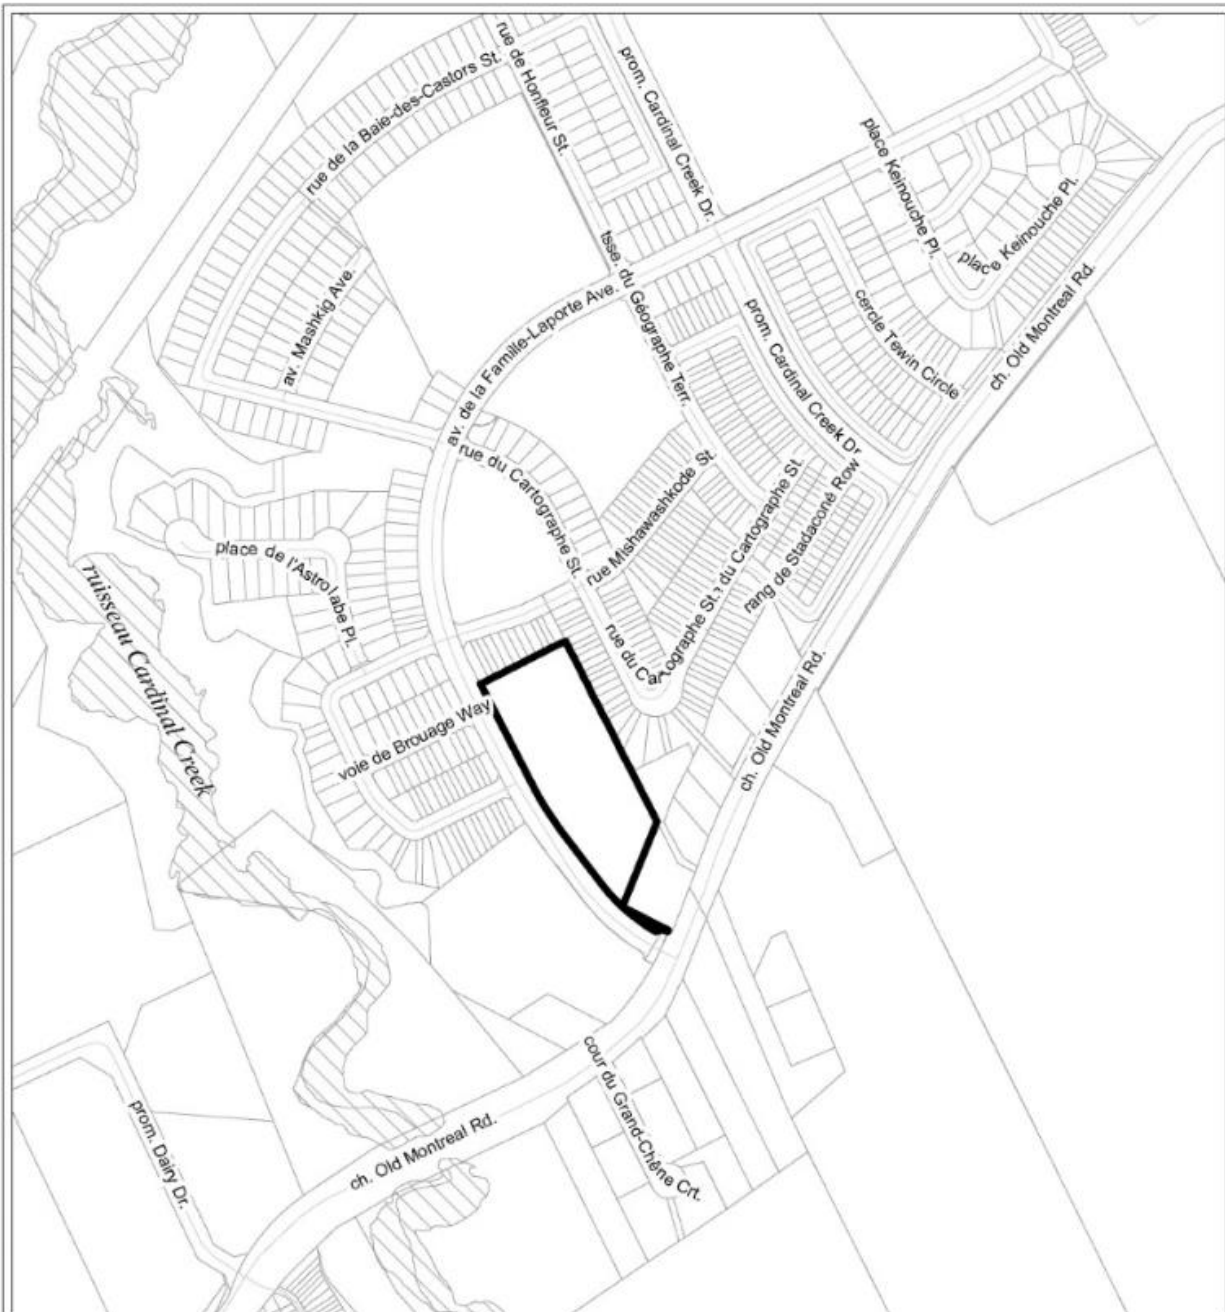 rue de Honfleur St.
prom. Cardinal Creek Dr.
rue de la Baie-des-Castors St.
place Keinouche Pl.
place Keinouche Pl.
tsse. du Géographe Terr.
av. Mashkig Ave.
av. de la Famille-Laporte Ave.
prom. Cardinal Creek Dr.
cercle Tewin Circle
ch. Old Montreal Rd.
rue du Cartographe St.
rue Mishawashkode St.
du Cartographe St.
rang de Stadaconé Row
place de l'Astrolabe Pl.
rue du Cartographe St.
ruisseau Cardinal Creek
voie de Brouage Way
ch. Old Montreal Rd.
cour du Grand-Chêne Crt.
prom. Dairy Dr.
ch. Old Montreal Rd.